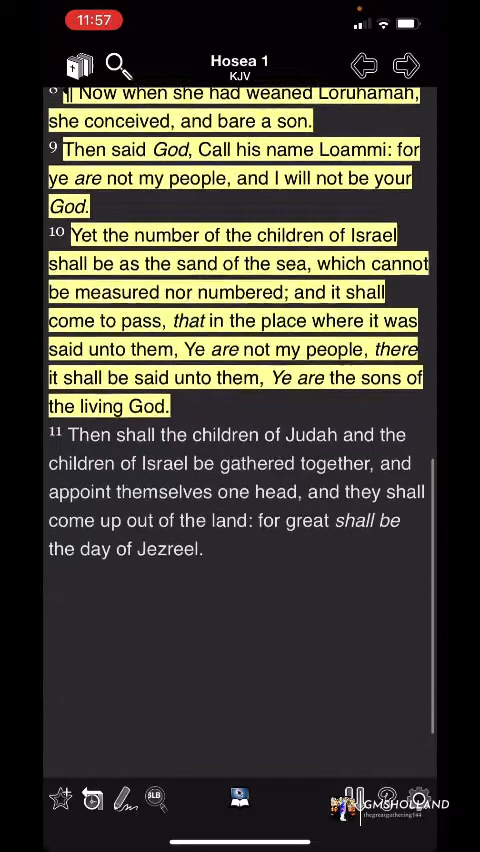 11:57
Hosea 1
KJV
8 ¶ Now when she had weaned Loruhamah,
she conceived, and bare a son.
9 Then said God, Call his name Loammi: for
ye are not my people, and I will not be your
God.
10 Yet the number of the children of Israel
shall be as the sand of the sea, which cannot
be measured nor numbered; and it shall
come to pass, that in the place where it was
said unto them, Ye are not my people, there
it shall be said unto them, Ye are the sons of
the living God.
11 Then shall the children of Judah and the
children of Israel be gathered together, and
appoint themselves one head, and they shall
come up out of the land: for great shall be
the day of Jezreel.
BLB
GMSHOLLAND
thegreatgathering144